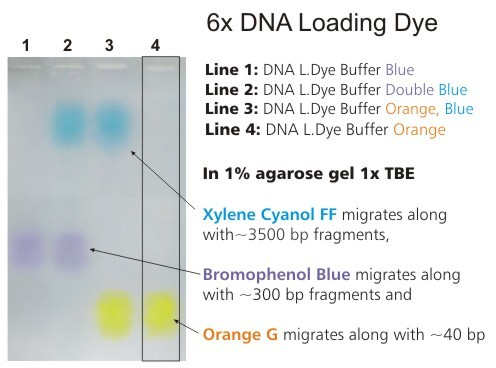 6x DNA Loading Dye
1 2 3 4
Line 1: DNA L.Dye Buffer Blue
Line 2: DNA L.Dye Buffer Double Blue
Line 3: DNA L.Dye Buffer Orange, Blue
Line 4: DNA L.Dye Buffer Orange
In 1% agarose gel 1x TBE
Xylene Cyanol FF migrates along
with~3500 bp fragments,
Bromophenol Blue migrates along
with ~300 bp fragments and
Orange G migrates along with ~40 bp